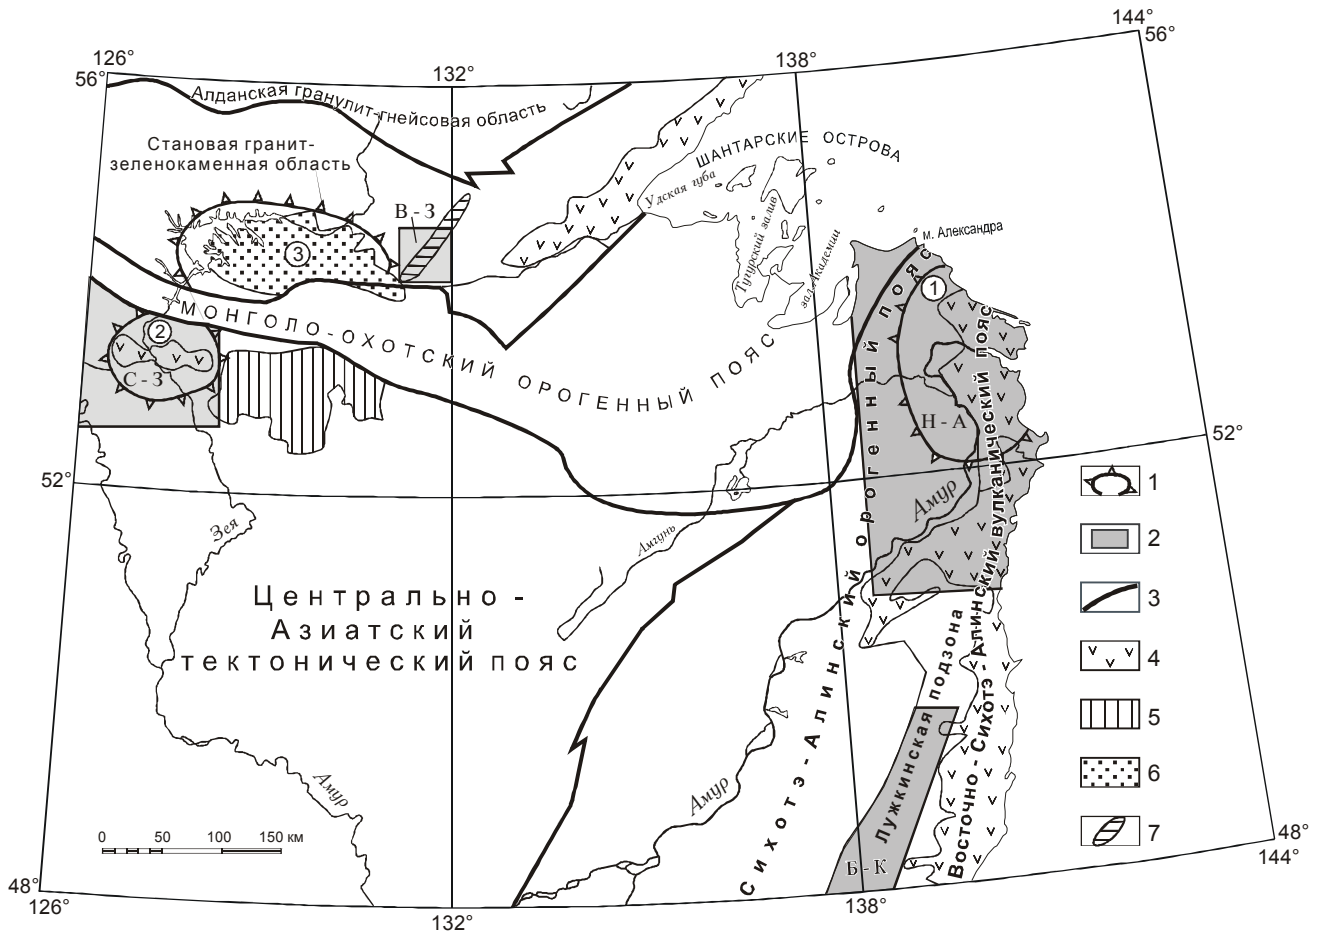 144°
56°
126°
56°
132°
138°
Алданская гранулит-гнейсовая область
Становая гранит-
зеленокаменная область
ШАНТАРСКИЕ ОСТРОВА
Удская губа
В - З
Тугурский залив
зал. Академии
м. Александра
3
1
2
С - З
МОНГОЛО-ОХОТСКИЙ ОРОГЕННЫЙ ПОЯС
Н - А
52°
52°
Амур
Зея
Амгунь
Центрально -
Азиатский
тектонический пояс
Сихотэ-Алинский орогенный пояс
Восточно-Сихотэ-Алинский вулканический пояс
Лужкинская подзона
Амур
Амур
Б - К
1
2
3
4
5
6
7
0 50 100 150 км
48°
126°
132°
138°
48°
144°